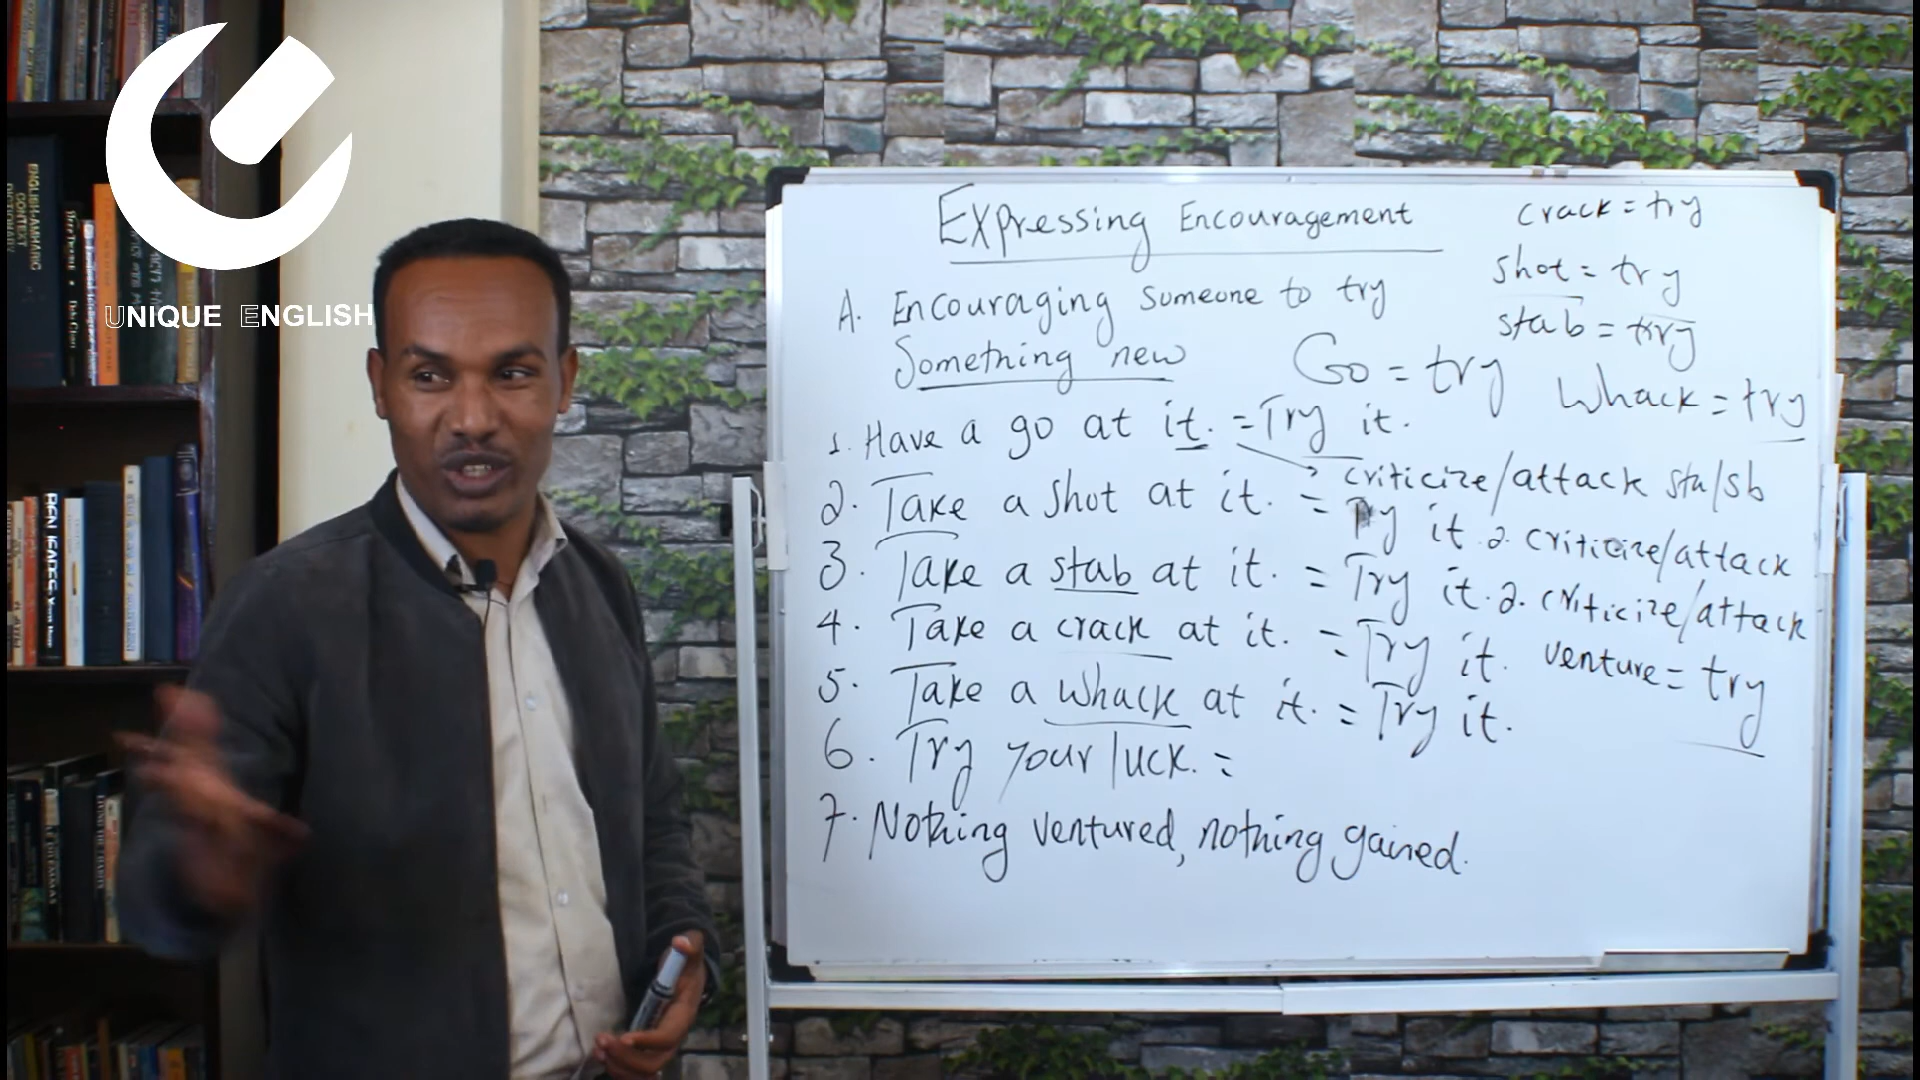 UNIQUE ENGLISH
ENGLISH-AMHARIC
CONTEXT
DICTIONARY
Expressing Encouragement
crack = try
shot = try
stab = try
A. Encouraging someone to try
Something new
Go = try
Whack = try
1. Have a go at it. = Try it.
criticize/attack sth/sb
2. Take a shot at it. = Try it. 2. criticize/attack
3. Take a stab at it. = Try it. 2. criticize/attack
4. Take a crack at it. = Try it.
venture = try
5. Take a whack at it. = Try it.
6. Try your luck. =
7. Nothing ventured, nothing gained.